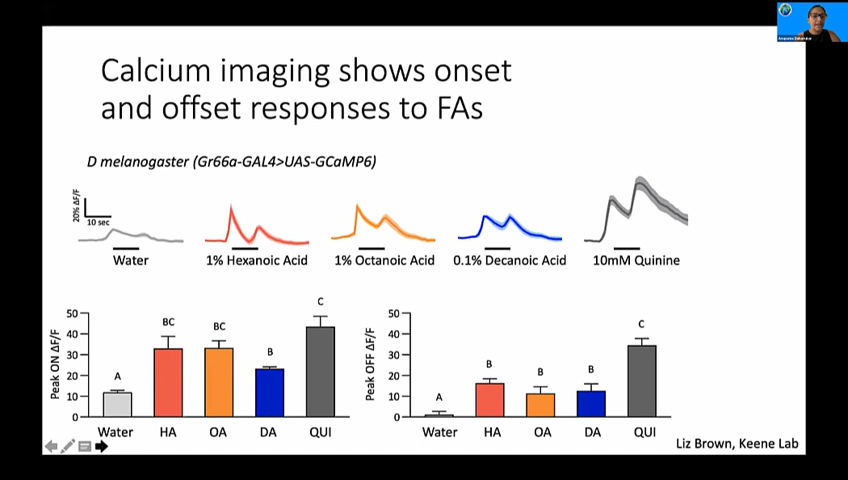 Calcium imaging shows onset
and offset responses to FAs
D melanogaster (Gr66a-GAL4>UAS-GCaMP6)
20% ΔF/F
10 sec
Water
1% Hexanoic Acid
1% Octanoic Acid
0.1% Decanoic Acid
10mM Quinine
Peak ON ΔF/F
50
40
30
20
10
0
A
BC
BC
B
C
Water
HA
OA
DA
QUI
Peak OFF ΔF/F
50
40
30
20
10
0
A
B
B
B
C
Water
HA
OA
DA
QUI
Liz Brown, Keene Lab